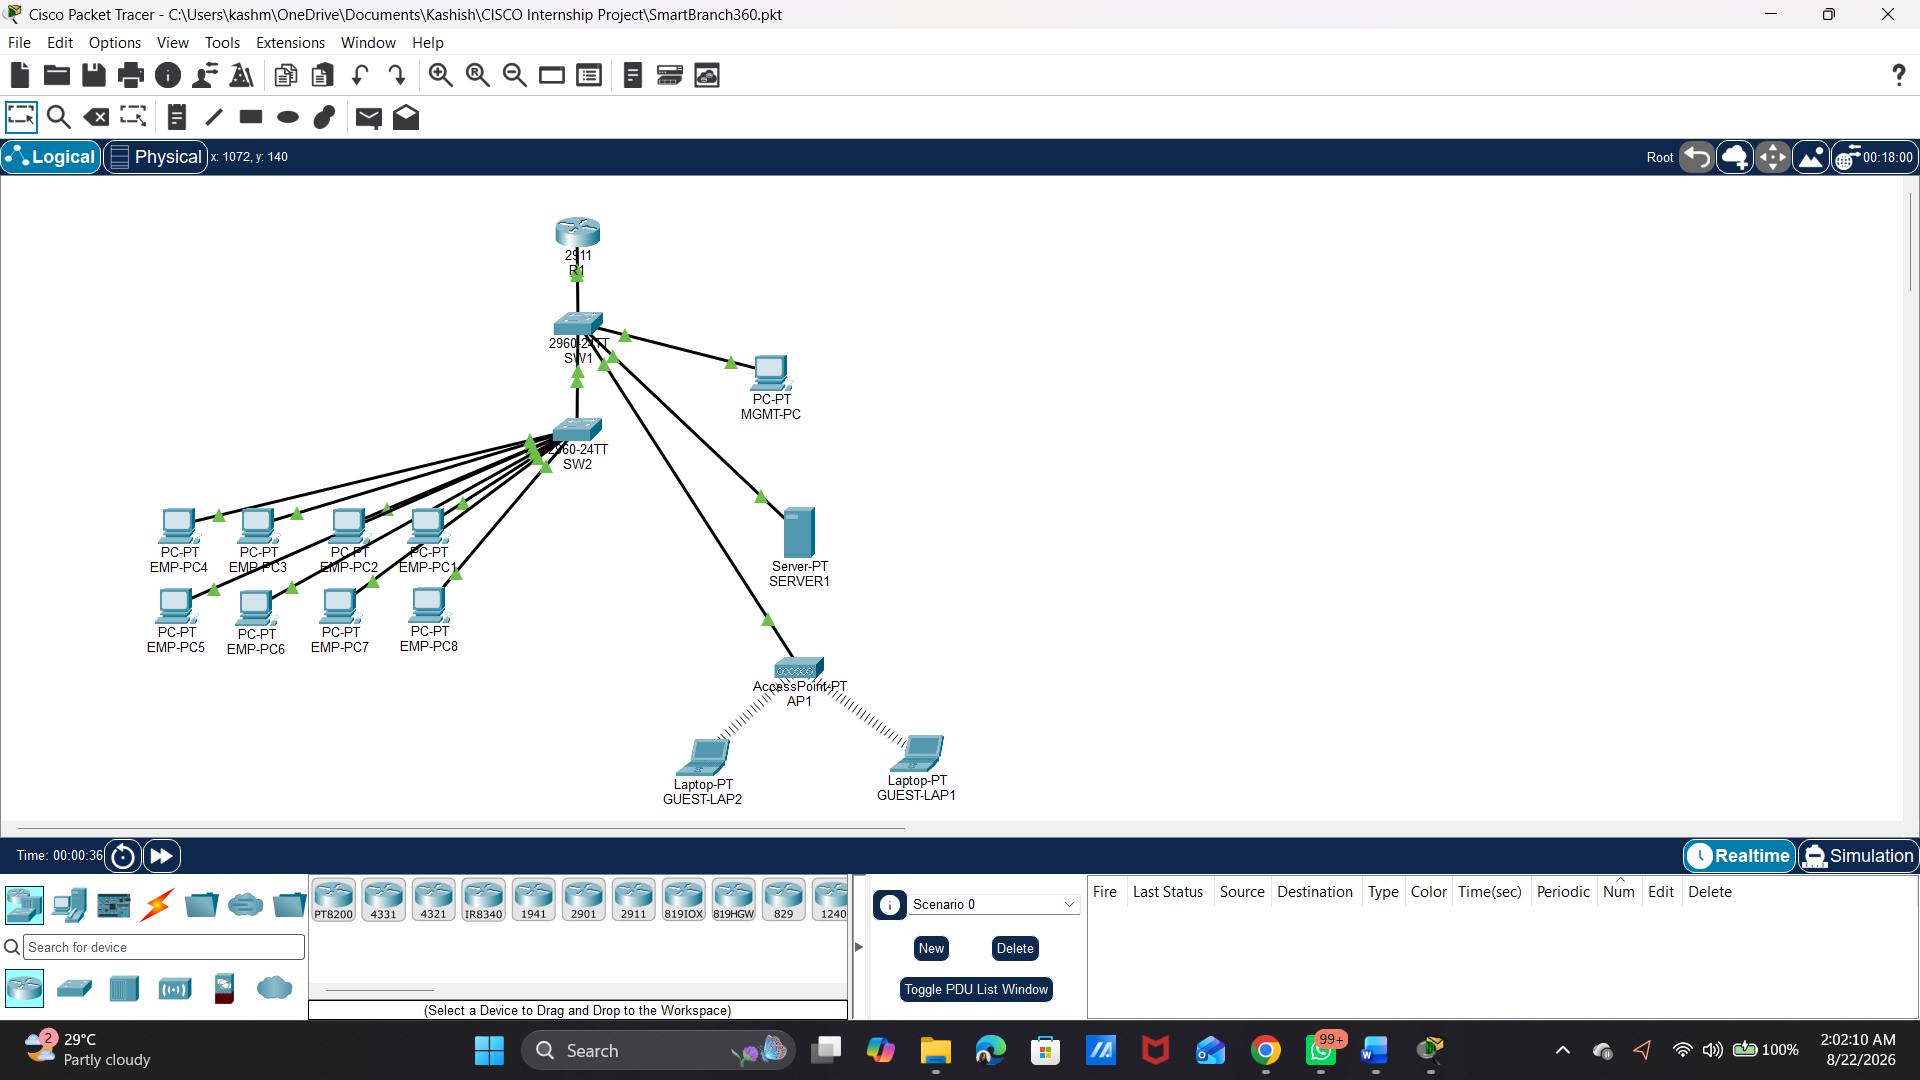 Cisco Packet Tracer - C:\Users\kashm\OneDrive\Documents\Kashish\CISCO Internship Project\SmartBranch360.pkt
File Edit Options View Tools Extensions Window Help
Logical Physical x: 1072, y: 140 Root 00:18:00
2911
R1
2960-24TT
SW1
PC-PT
MGMT-PC
2960-24TT
SW2
PC-PT PC-PT PC-PT PC-PT
EMP-PC4 EMP-PC3 EMP-PC2 EMP-PC1
Server-PT
SERVER1
PC-PT PC-PT PC-PT PC-PT
EMP-PC5 EMP-PC6 EMP-PC7 EMP-PC8
AccessPoint-PT
AP1
Laptop-PT
GUEST-LAP2
Laptop-PT
GUEST-LAP1
Time: 00:00:36 Realtime Simulation
PT8200 4331 4321 IR8340 1941 2901 2911 819IOX 819HGW 829 1240
Search for device
(Select a Device to Drag and Drop to the Workspace)
Scenario 0
New Delete
Toggle PDU List Window
Fire Last Status Source Destination Type Color Time(sec) Periodic Num Edit Delete
2 29°C
Partly cloudy
Search
99+
100%
2:02:10 AM
8/22/2026